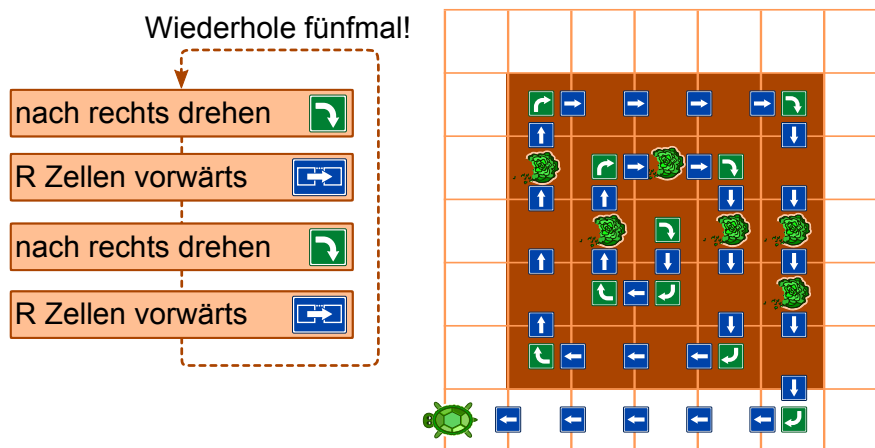 Wiederhole fünfmal!
nach rechts drehen
R Zellen vorwärts
nach rechts drehen
R Zellen vorwärts